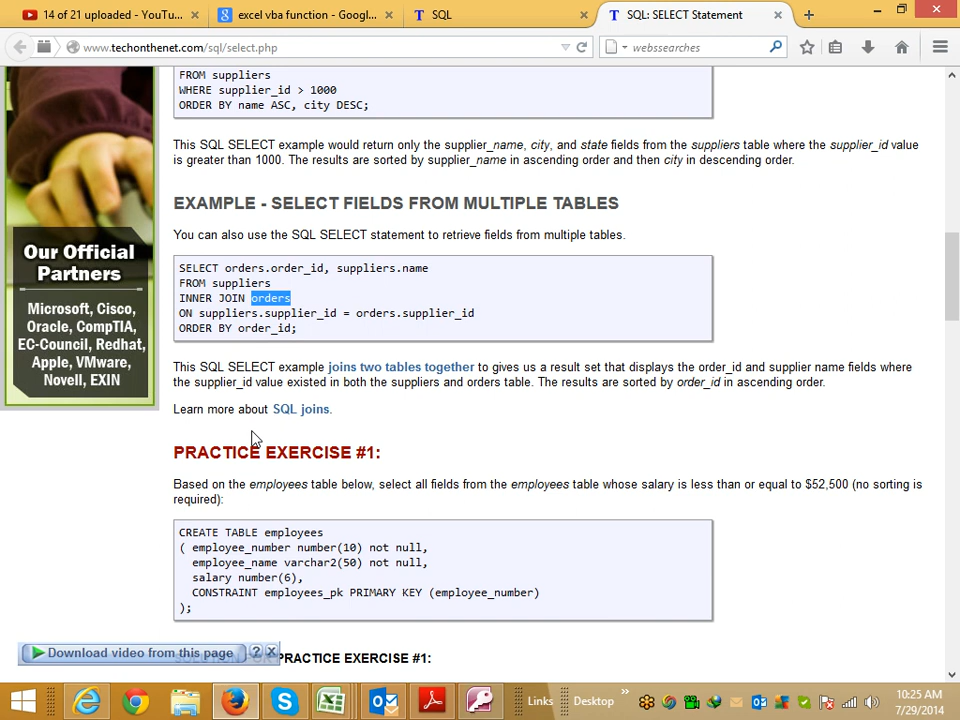 14 of 21 uploaded - YouTu...
excel vba function - Googl...
SQL
SQL: SELECT Statement
www.techonthenet.com/sql/select.php
webssearches
FROM suppliers
WHERE supplier_id > 1000
ORDER BY name ASC, city DESC;
This SQL SELECT example would return only the supplier_name, city, and state fields from the suppliers table where the supplier_id value
is greater than 1000. The results are sorted by supplier_name in ascending order and then city in descending order.
EXAMPLE - SELECT FIELDS FROM MULTIPLE TABLES
You can also use the SQL SELECT statement to retrieve fields from multiple tables.
SELECT orders.order_id, suppliers.name
FROM suppliers
INNER JOIN orders
ON suppliers.supplier_id = orders.supplier_id
ORDER BY order_id;
This SQL SELECT example joins two tables together to gives us a result set that displays the order_id and supplier name fields where
the supplier_id value existed in both the suppliers and orders table. The results are sorted by order_id in ascending order.
Learn more about SQL joins.
PRACTICE EXERCISE #1:
Based on the employees table below, select all fields from the employees table whose salary is less than or equal to $52,500 (no sorting is
required):
CREATE TABLE employees
( employee_number number(10) not null,
employee_name varchar2(50) not null,
salary number(6),
CONSTRAINT employees_pk PRIMARY KEY (employee_number)
);
PRACTICE EXERCISE #1:
Our Official
Partners
Microsoft, Cisco,
Oracle, CompTIA,
EC-Council, Redhat,
Apple, VMware,
Novell, EXIN
Download video from this page
Links
Desktop
10:25 AM
7/29/2014